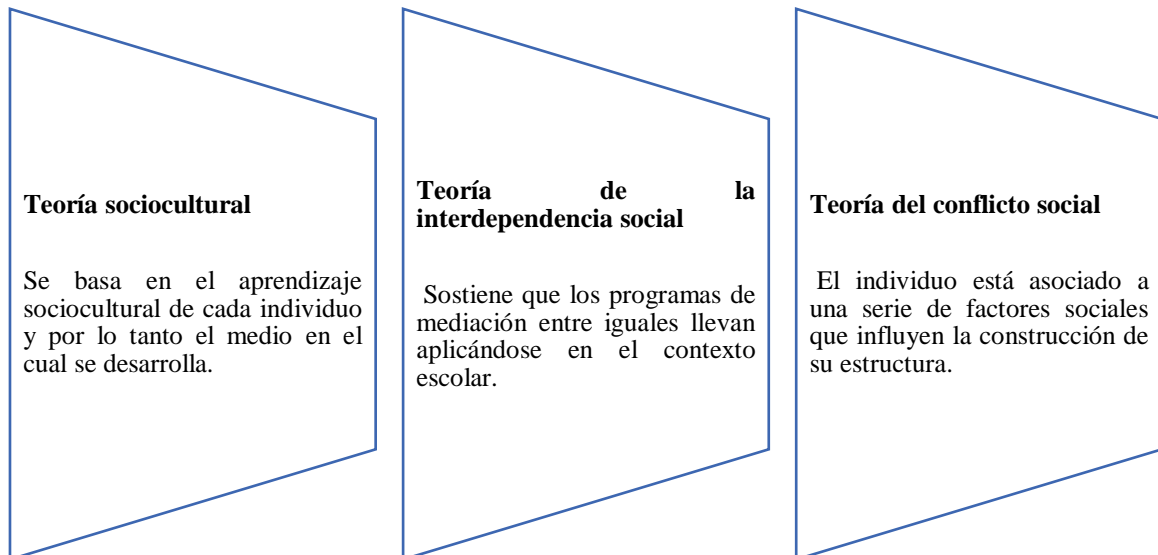 Teoría sociocultural
Se basa en el aprendizaje
sociocultural de cada individuo
y por lo tanto el medio en el
cual se desarrolla.
Teoría de la
interdependencia social
Sostiene que los programas de
mediación entre iguales llevan
aplicándose en el contexto
escolar.
Teoría del conflicto social
El individuo está asociado a
una serie de factores sociales
que influyen la construcción de
su estructura.